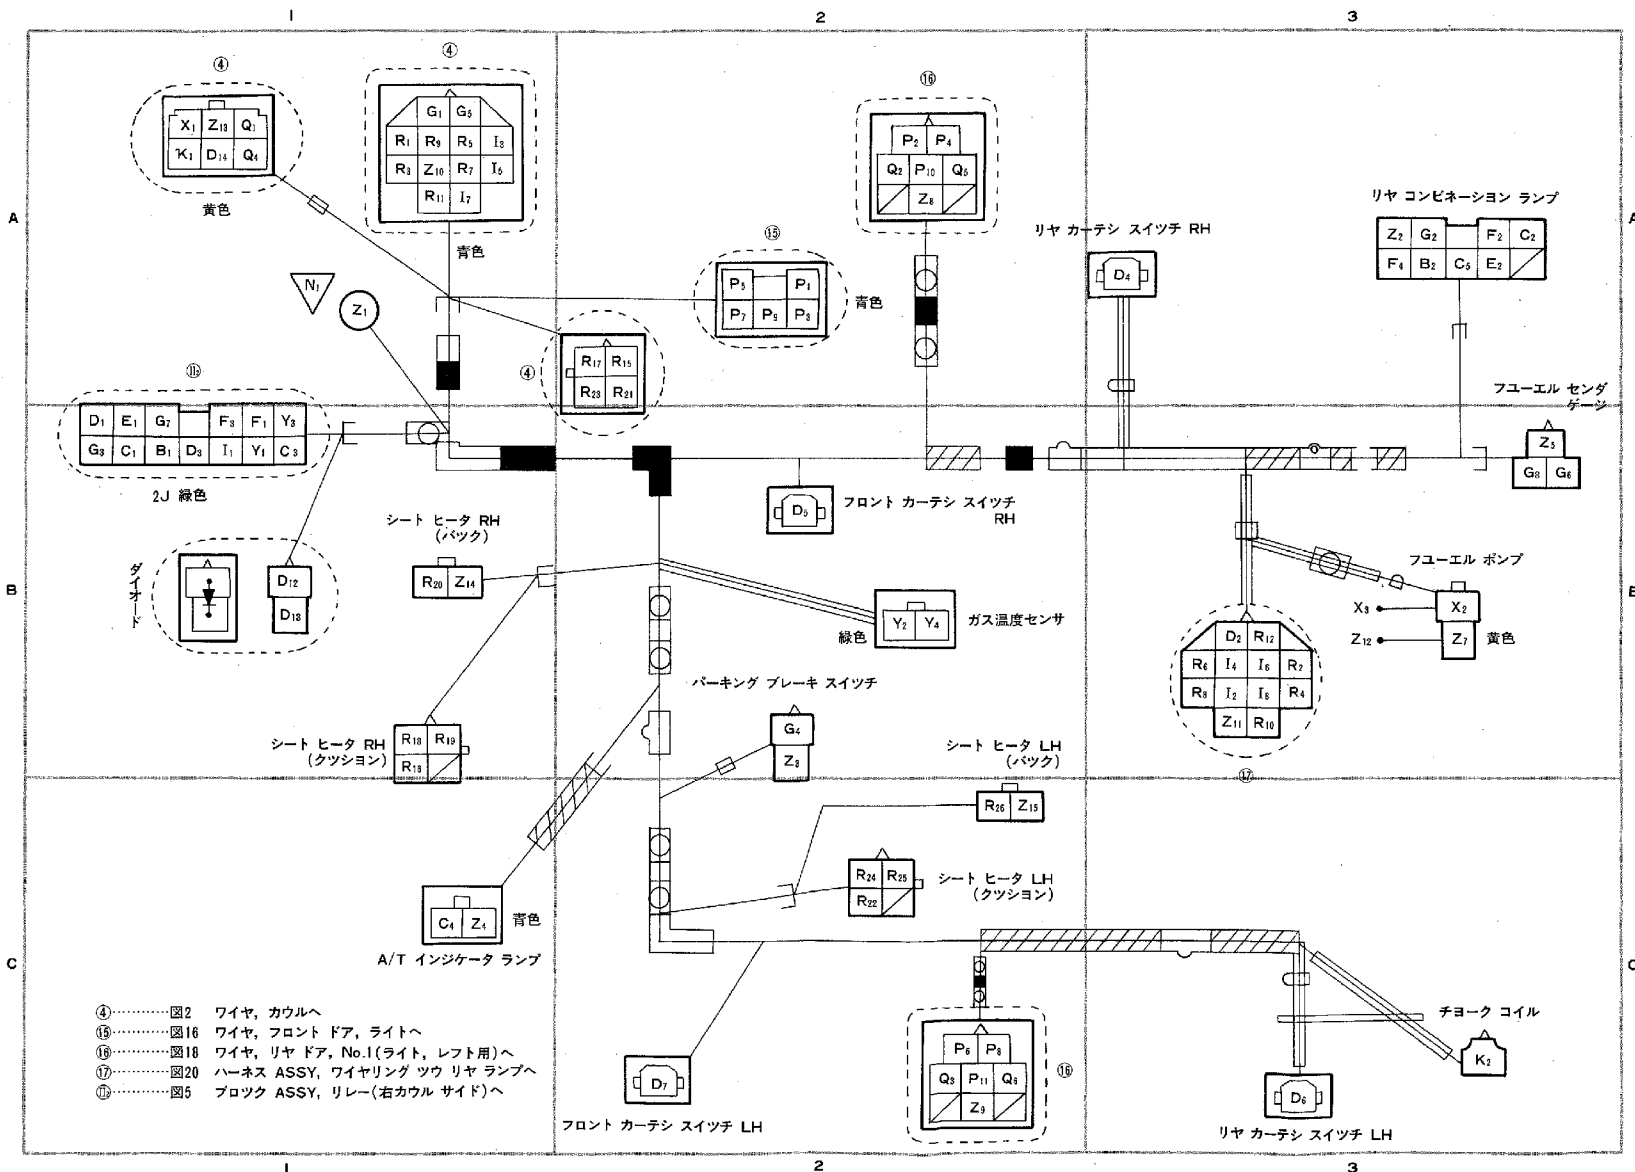 1 2 3
④
X1 Z13 Q1
K1 D14 Q4
黄色
④
G1 G5
R1 R9 R5 I3
R3 Z10 R7 I5
R11 I7
青色
⑯
P2 P4
Q2 P10 Q5
Z8
⑮
P5 P1
P7 P9 P3
青色
リヤ カーテシ スイツチ RH
D4
リヤ コンビネーション ランプ
Z2 G2 F2 C2
F4 B2 C5 E2
A
A
N1
Z1
④
R17 R15
R23 R21
⑪2
D1 E1 G7 F3 F1 Y3
G3 C1 B1 D3 I1 Y1 C3
2J 緑色
フユーエル センダ
ゲージ
Z5
G8 G6
D5
フロント カーテシ スイツチ
RH
シート ヒータ RH
(バツク)
R20 Z14
ダイオード
D12
D13
B
B
Y2 Y4
緑色
ガス温度センサ
フユーエル ポンプ
X3 X2
Z12 Z7
黄色
D2 R12
R6 I4 I6 R2
R8 I2 I8 R4
Z11 R10
⑰
パーキング ブレーキ スイツチ
G4
Z3
シート ヒータ RH
(クツシヨン)
R18 R19
R16
シート ヒータ LH
(バツク)
R26 Z15
R24 R25
R22
シート ヒータ LH
(クツシヨン)
C4 Z4
青色
A/T インジケータ ランプ
C
C
④………図2 ワイヤ, カウルへ
⑮………図16 ワイヤ, フロント ドア, ライトへ
⑯………図18 ワイヤ, リヤ ドア, No.1(ライト, レフト用)へ
⑰………図20 ハーネス ASSY, ワイヤリング ツウ リヤ ランプへ
⑪2………図5 ブロツク ASSY, リレー(右カウル サイド)へ
D7
フロント カーテシ スイツチ LH
P6 P8
Q3 P11 Q6
Z9
⑯
チヨーク コイル
K2
D6
リヤ カーテシ スイツチ LH
1 2 3